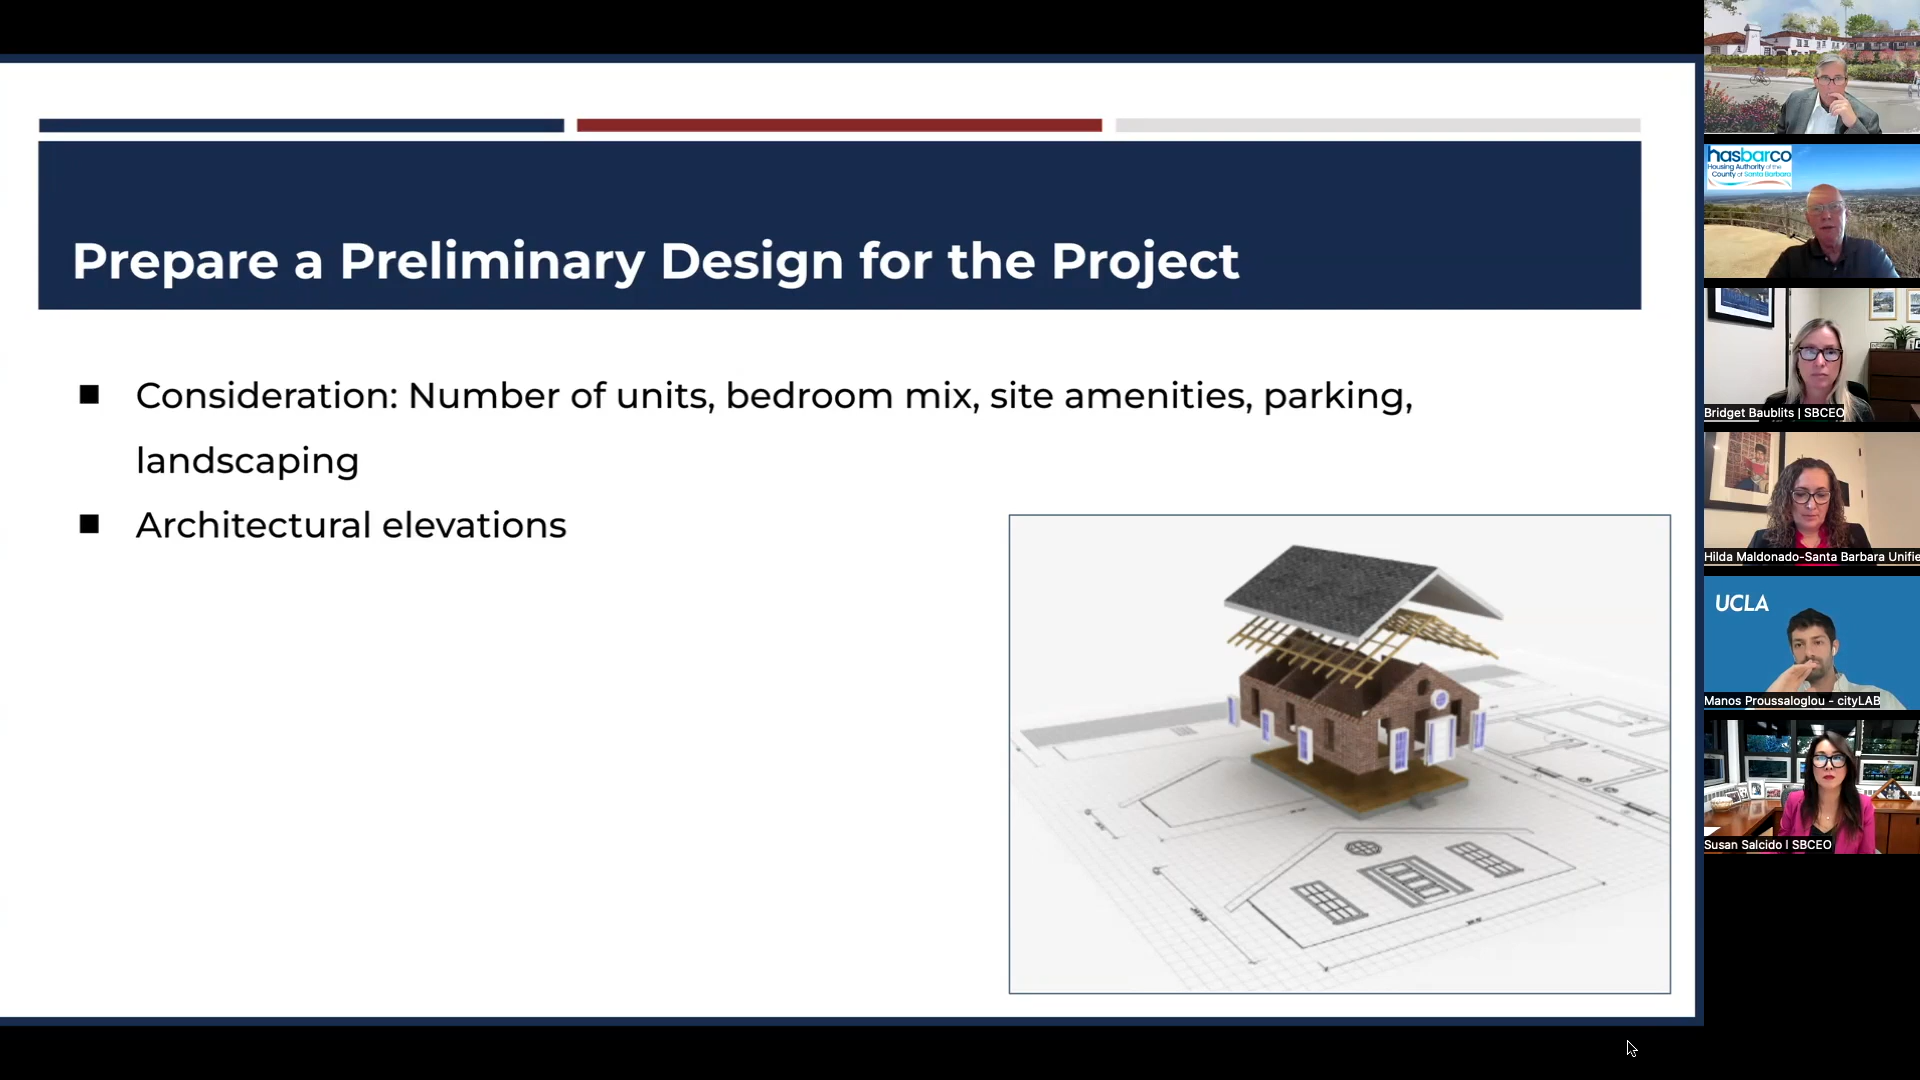 Prepare a Preliminary Design for the Project
Consideration: Number of units, bedroom mix, site amenities, parking,
landscaping
Architectural elevations
hasbarco
Housing Authority of the
County of Santa Barbara
Bridget Baublits | SBCEO
Hilda Maldonado-Santa Barbara Unifie
UCLA
Manos Proussaloglou - cityLAB
Susan Salcido | SBCEO